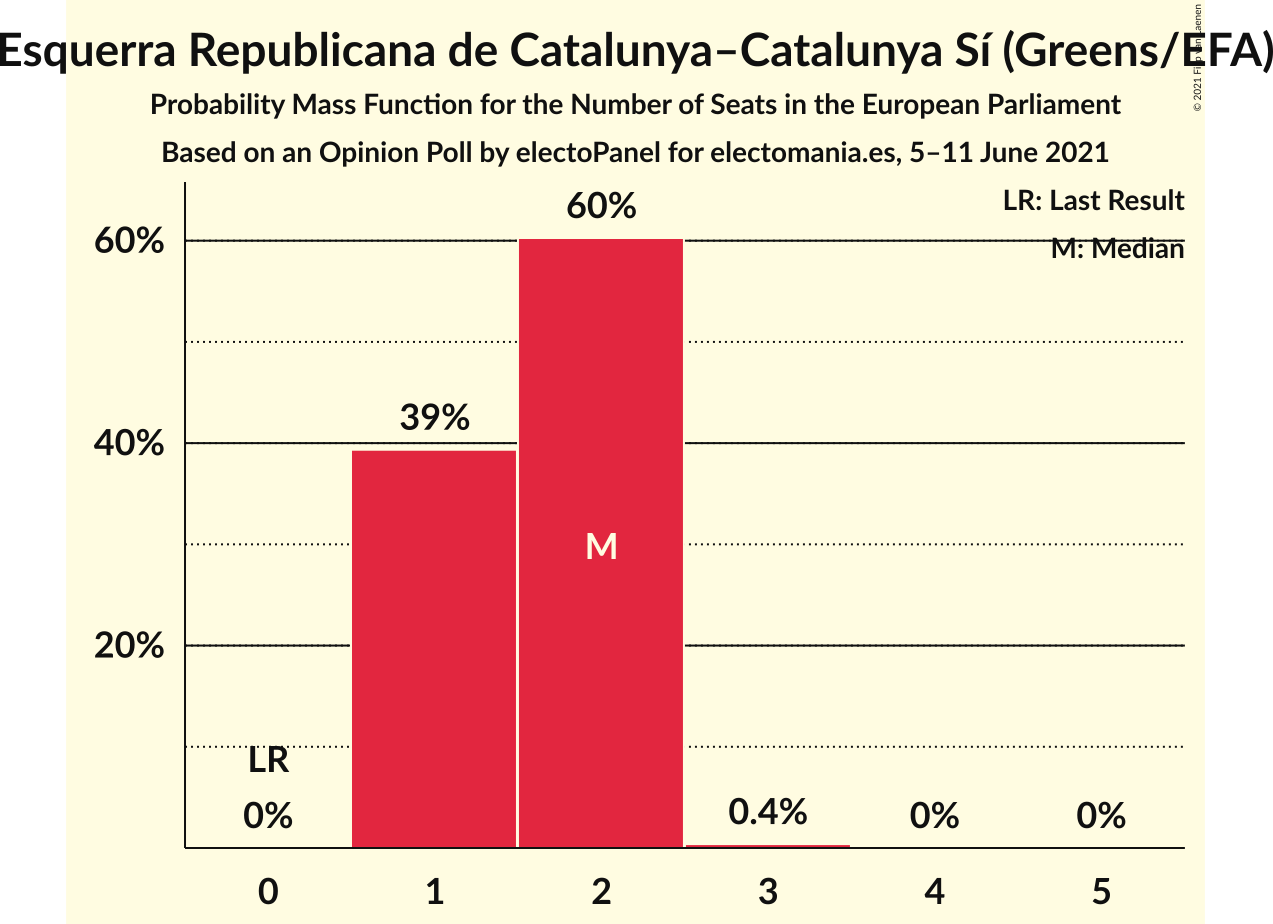 Esquerra Republicana de Catalunya–Catalunya Sí (Greens/EFA)
Probability Mass Function for the Number of Seats in the European Parliament
Based on an Opinion Poll by electoPanel for electomania.es, 5–11 June 2021
© 2021 Laenen
LR: Last Result
M: Median
60%
60%
39%
40%
M
20%
LR
0%
0.4%
0%
0%
0 1 2 3 4 5